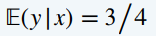 𝔼(y|x) = 3/4